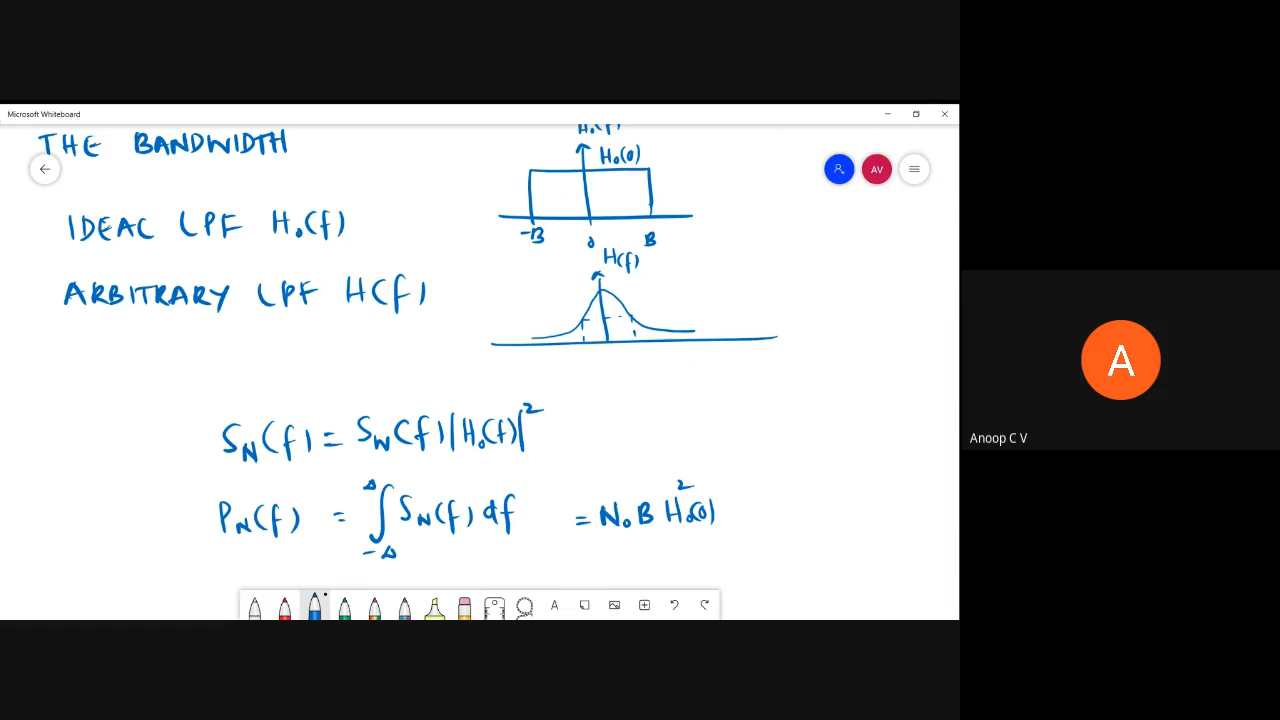 Microsoft Whiteboard
THE BANDWIDTH
H₀(f)
H₀(0)
IDEAL LPF H₀(f)
-B 0 B
H(f)
ARBITRARY LPF H(f)
S_N(f) = S_W(f)|H₀(f)|²
P_N(f) = ∫ S_N(f) df = N₀ B H₀²(0)
AV
A
Anoop C V
A